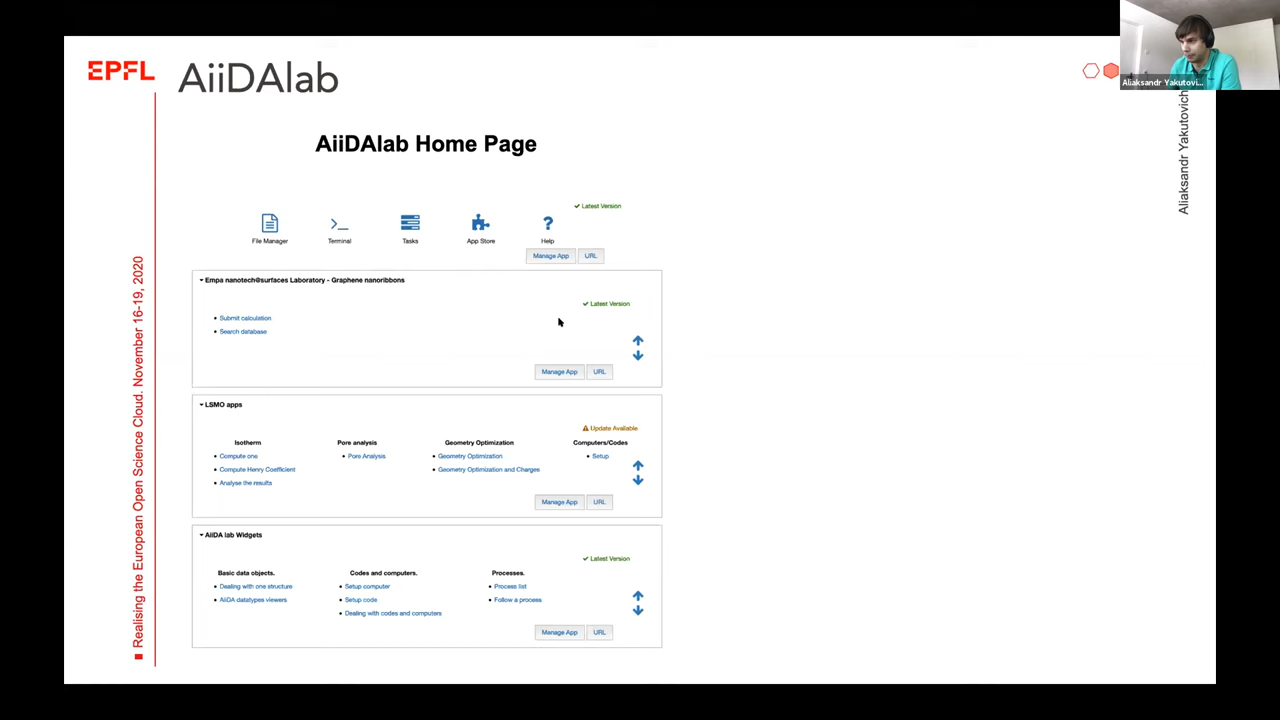 EPFL AiiDAlab
Aliaksandr Yakutovi...
Aliaksandr Yakutovich
Realising the European Open Science Cloud. November 16-19, 2020
AiiDAlab Home Page
Latest Version
File Manager Terminal Tasks App Store Help
Manage App URL
Empa nanotech@surfaces Laboratory - Graphene nanoribbons
Latest Version
Submit calculation
Search database
Manage App URL
LSMO apps
Update Available
Isotherm Pore analysis Geometry Optimization Computers/Codes
Compute one Pore Analysis Geometry Optimization Setup
Compute Henry Coefficient Geometry Optimization and Charges
Analyse the results
Manage App URL
AiiDA lab Widgets
Latest Version
Basic data objects. Codes and computers. Processes.
Dealing with one structure Setup computer Process list
AiiDA datatypes viewers Setup code Follow a process
Dealing with codes and computers
Manage App URL